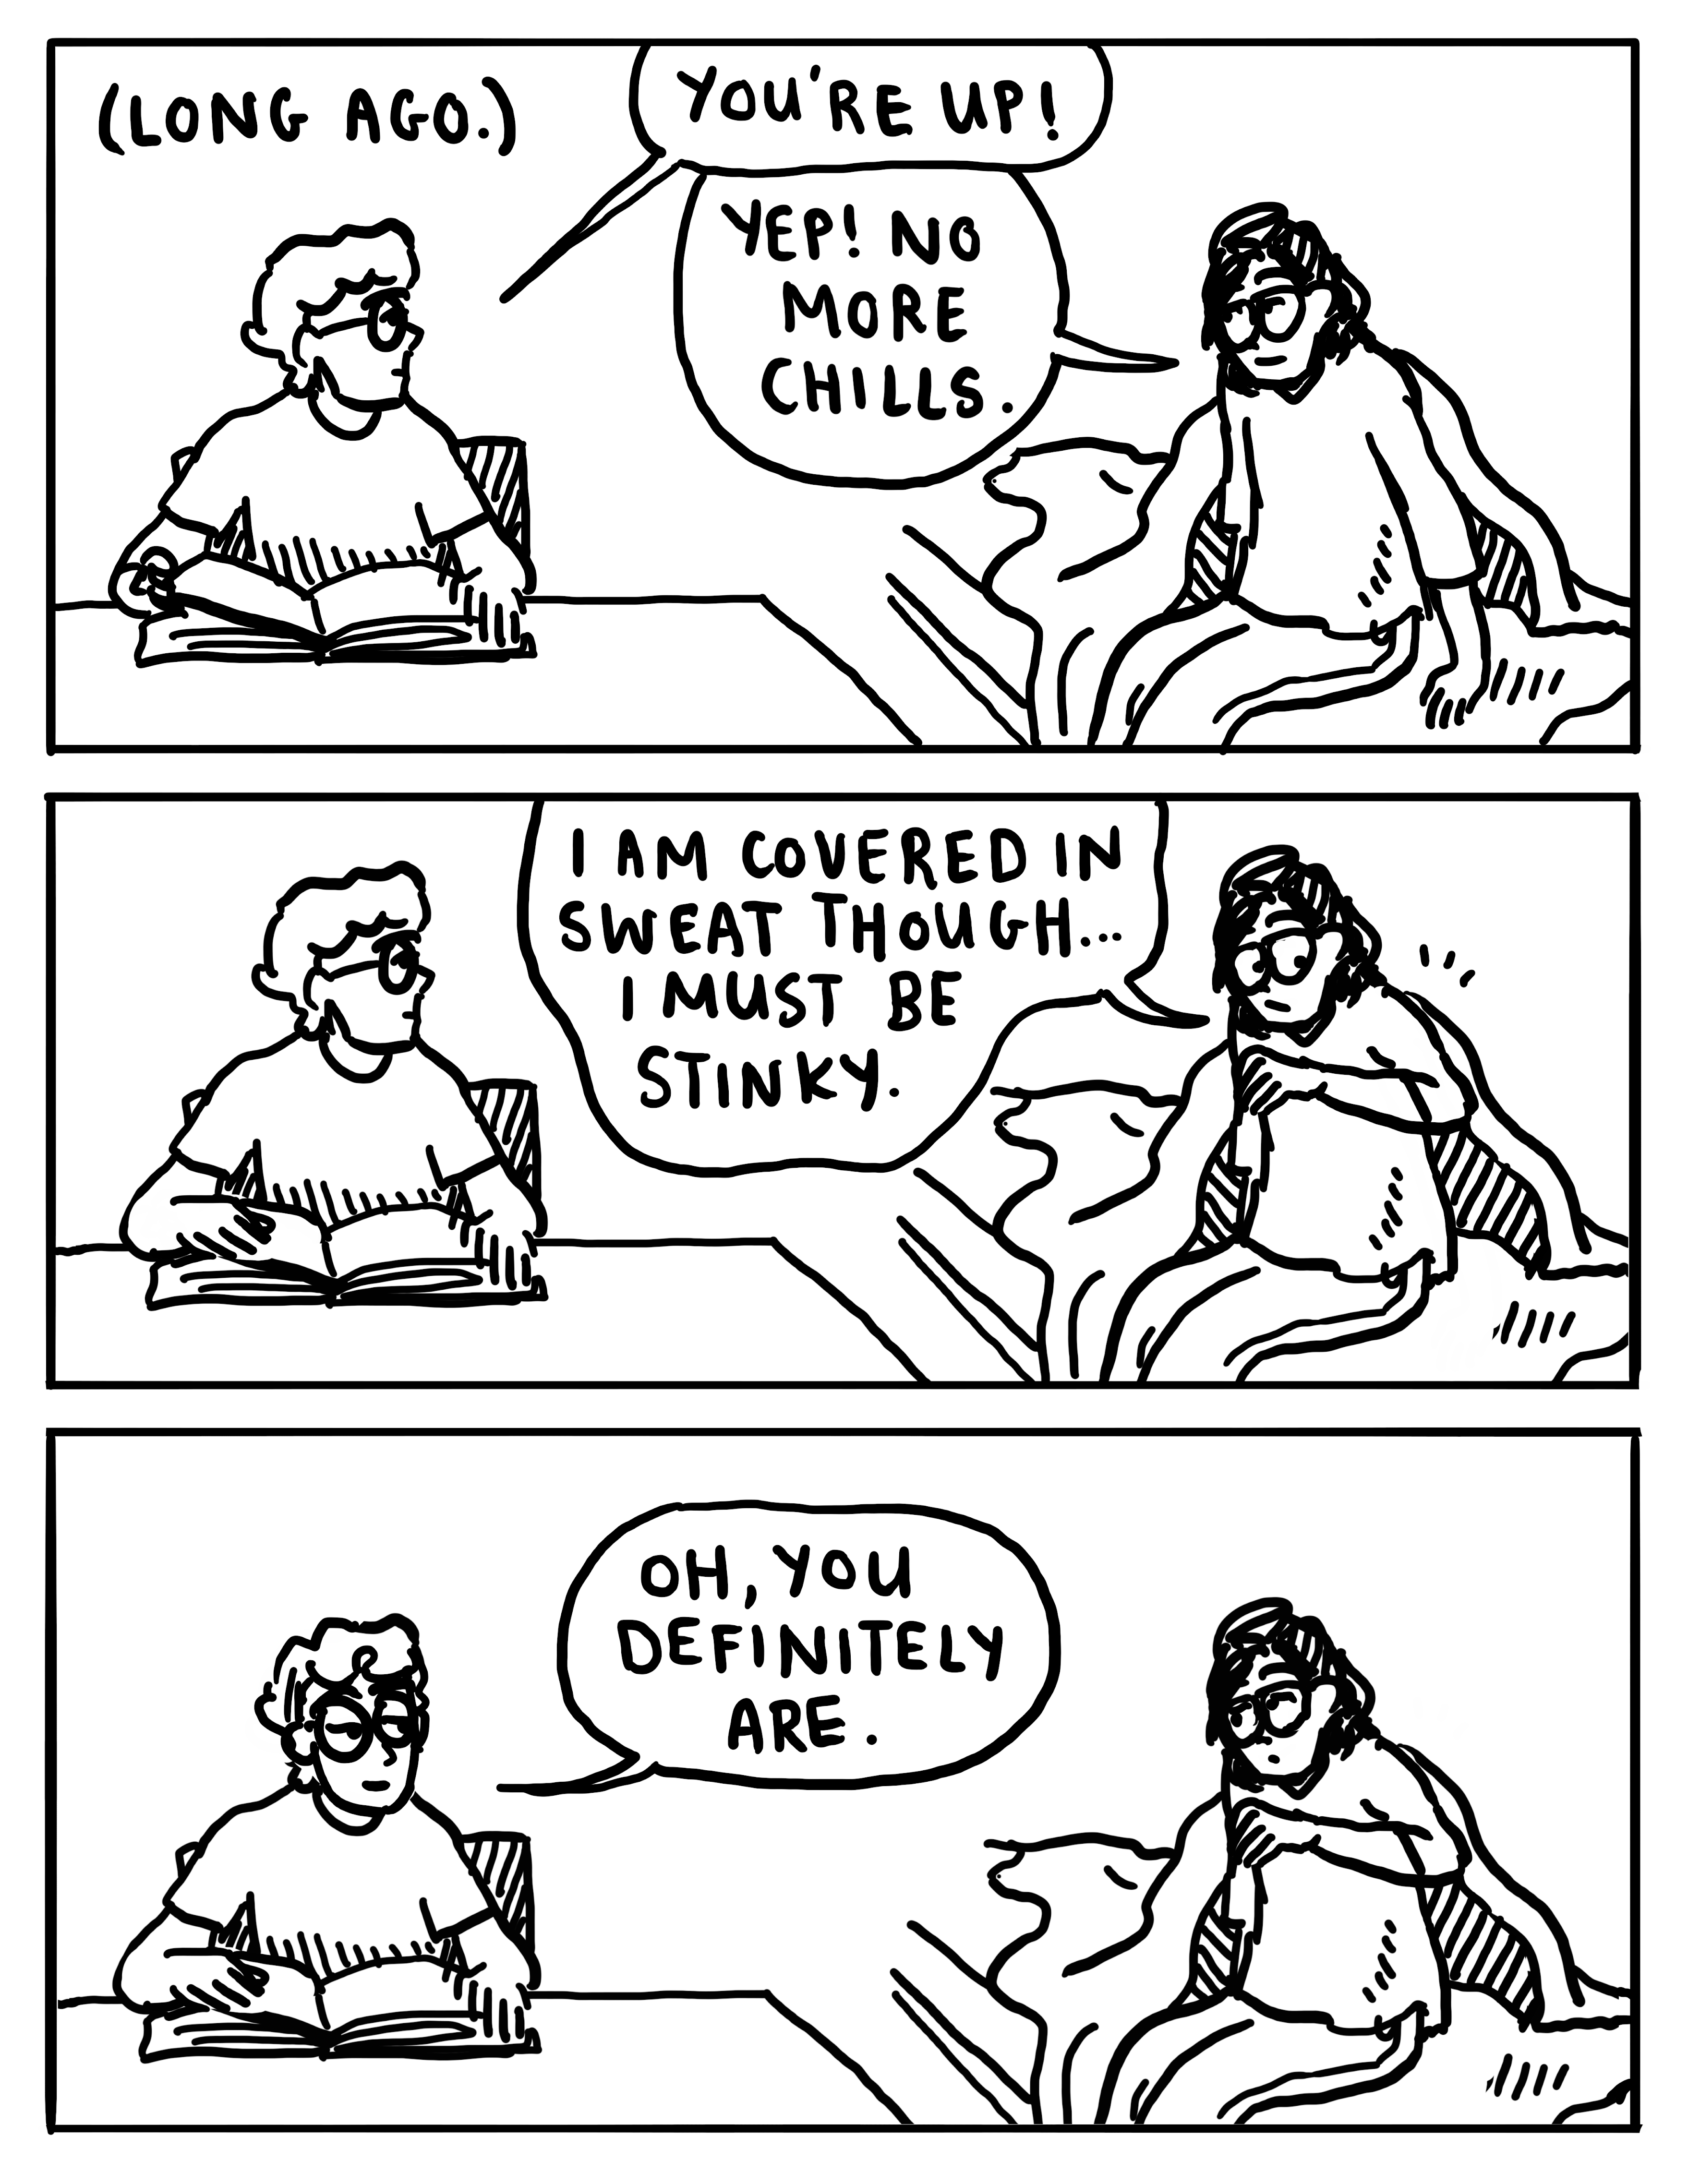 (LONG AGO.)
YOU'RE UP!
YEP! NO
MORE
CHILLS.
I AM COVERED IN
SWEAT THOUGH...
I MUST BE
STINKY.
OH, YOU
DEFINITELY
ARE.